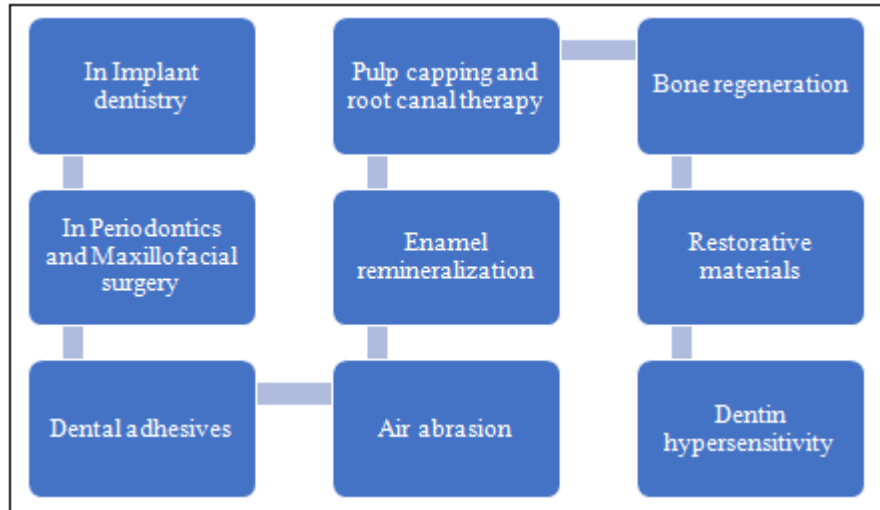 In Implant
dentistry
In Periodontics
and Maxillofacial
surgery
Dental adhesives
Air abrasion
Enamel
remineralization
Pulp capping and
root canal therapy
Bone regeneration
Restorative
materials
Dentin
hypersensitivity